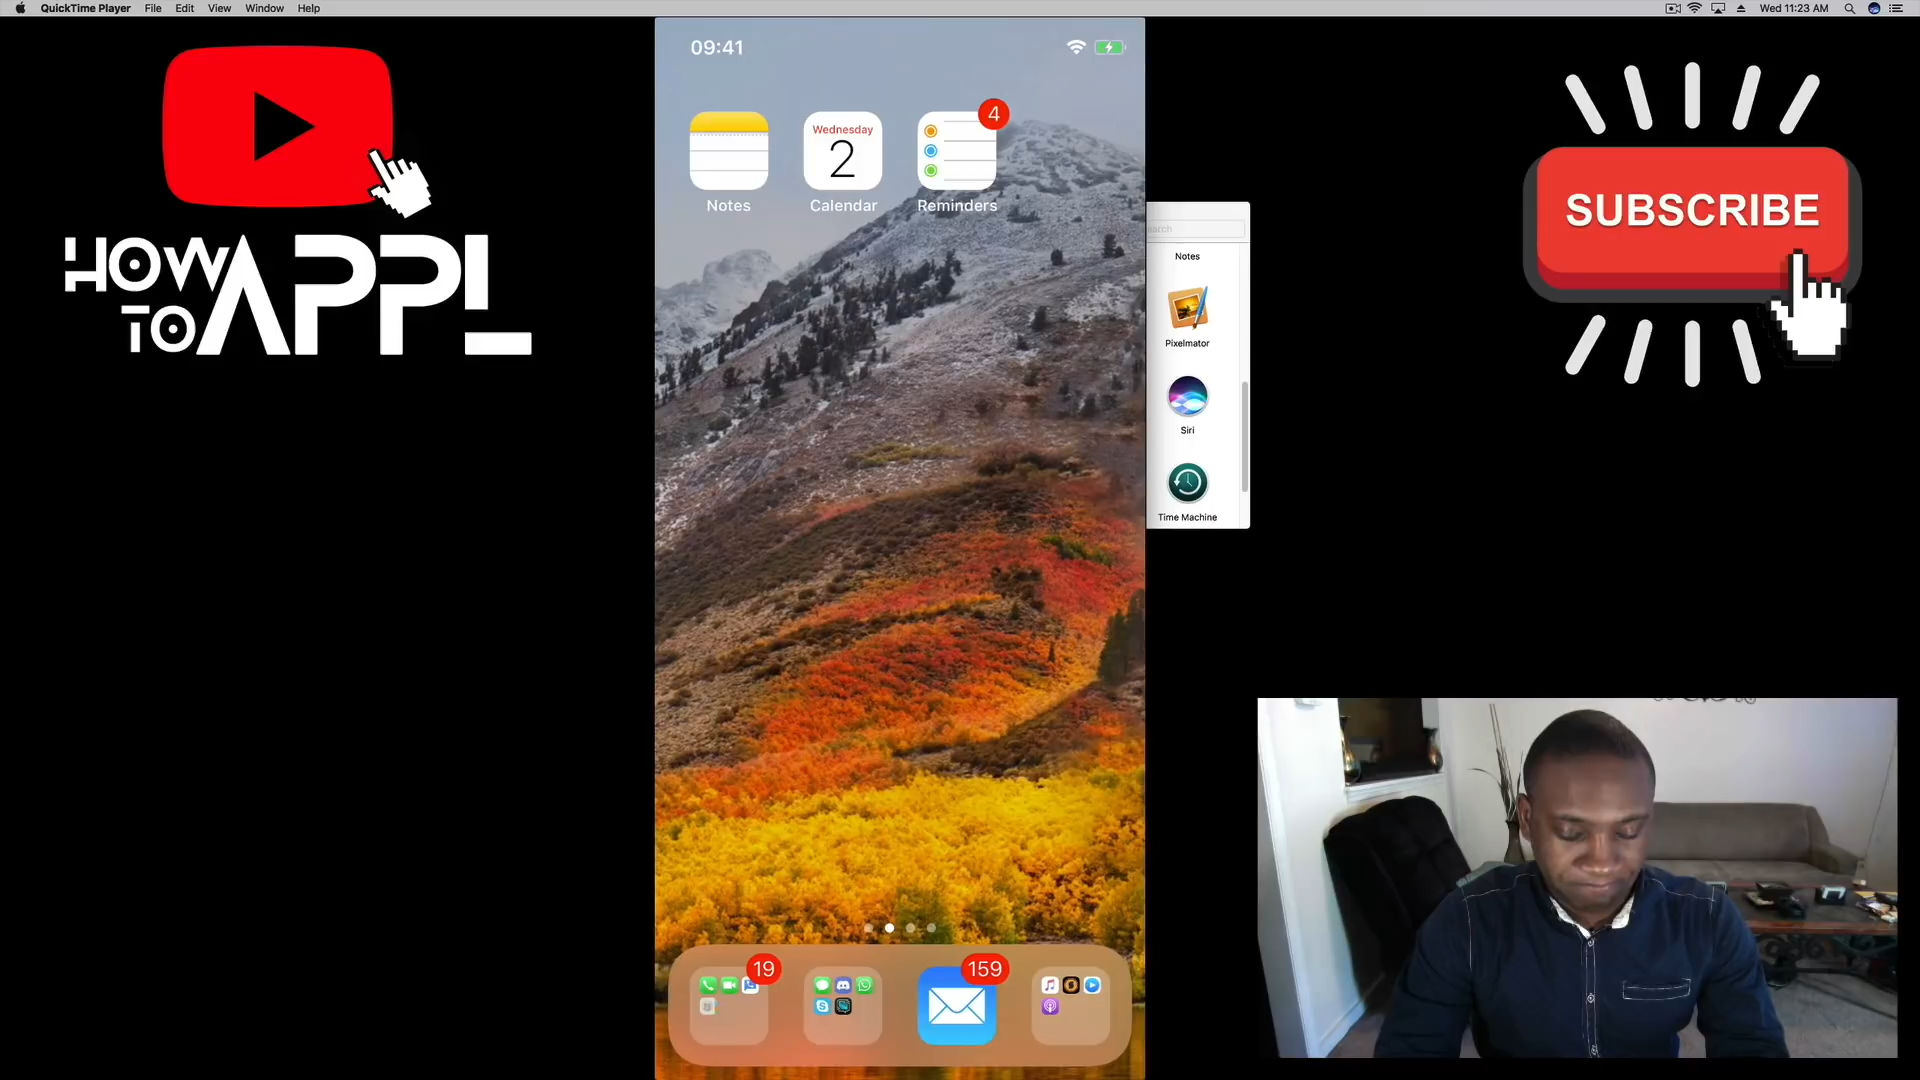 QuickTime Player File Edit View Window Help
Wed 11:23 AM
HOW
TO APPL
09:41
Wednesday
2
4
Notes
Calendar
Reminders
19
159
Notes
Pixelmator
Siri
Time Machine
SUBSCRIBE